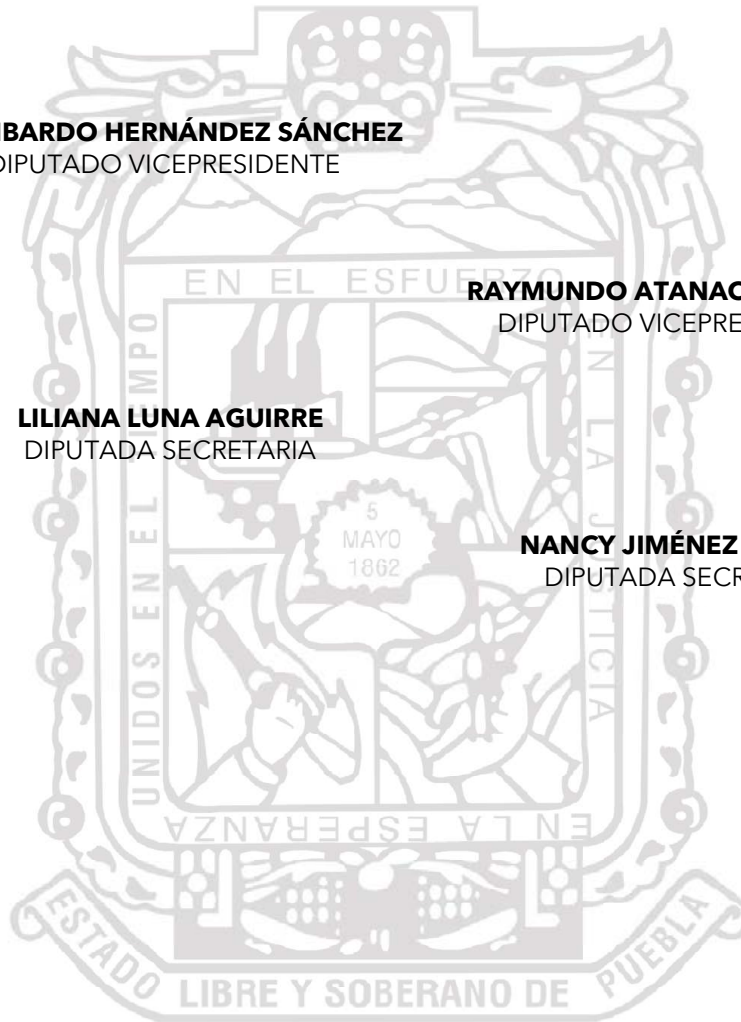 BARDO HERNÁNDEZ SÁNCHEZ
DIPUTADO VICEPRESIDENTE
EN EL ESFUERZO
RAYMUNDO ATANAC
DIPUTADO VICEPRE
UNIDOS EN EL TIEMPO
EN LA JUSTICIA
LILIANA LUNA AGUIRRE
DIPUTADA SECRETARIA
5
MAYO
1862
NANCY JIMÉNEZ
DIPUTADA SECR
EN LA ESPERANZA
ESTADO LIBRE Y SOBERANO DE PUEBLA